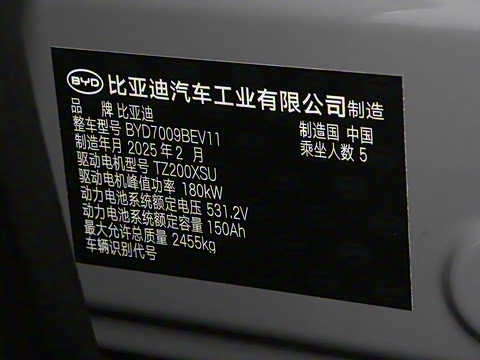 BYD 比亚迪汽车工业有限公司制造
品 牌 比亚迪 制造国 中国
整车型号 BYD7009BEV11 乘坐人数 5
制造年月 2025年2 月
驱动电机型号 TZ200XSU
驱动电机峰值功率 180kW
动力电池系统额定电压 531.2V
动力电池系统额定容量 150Ah
最大允许总质量 2455kg
车辆识别代号